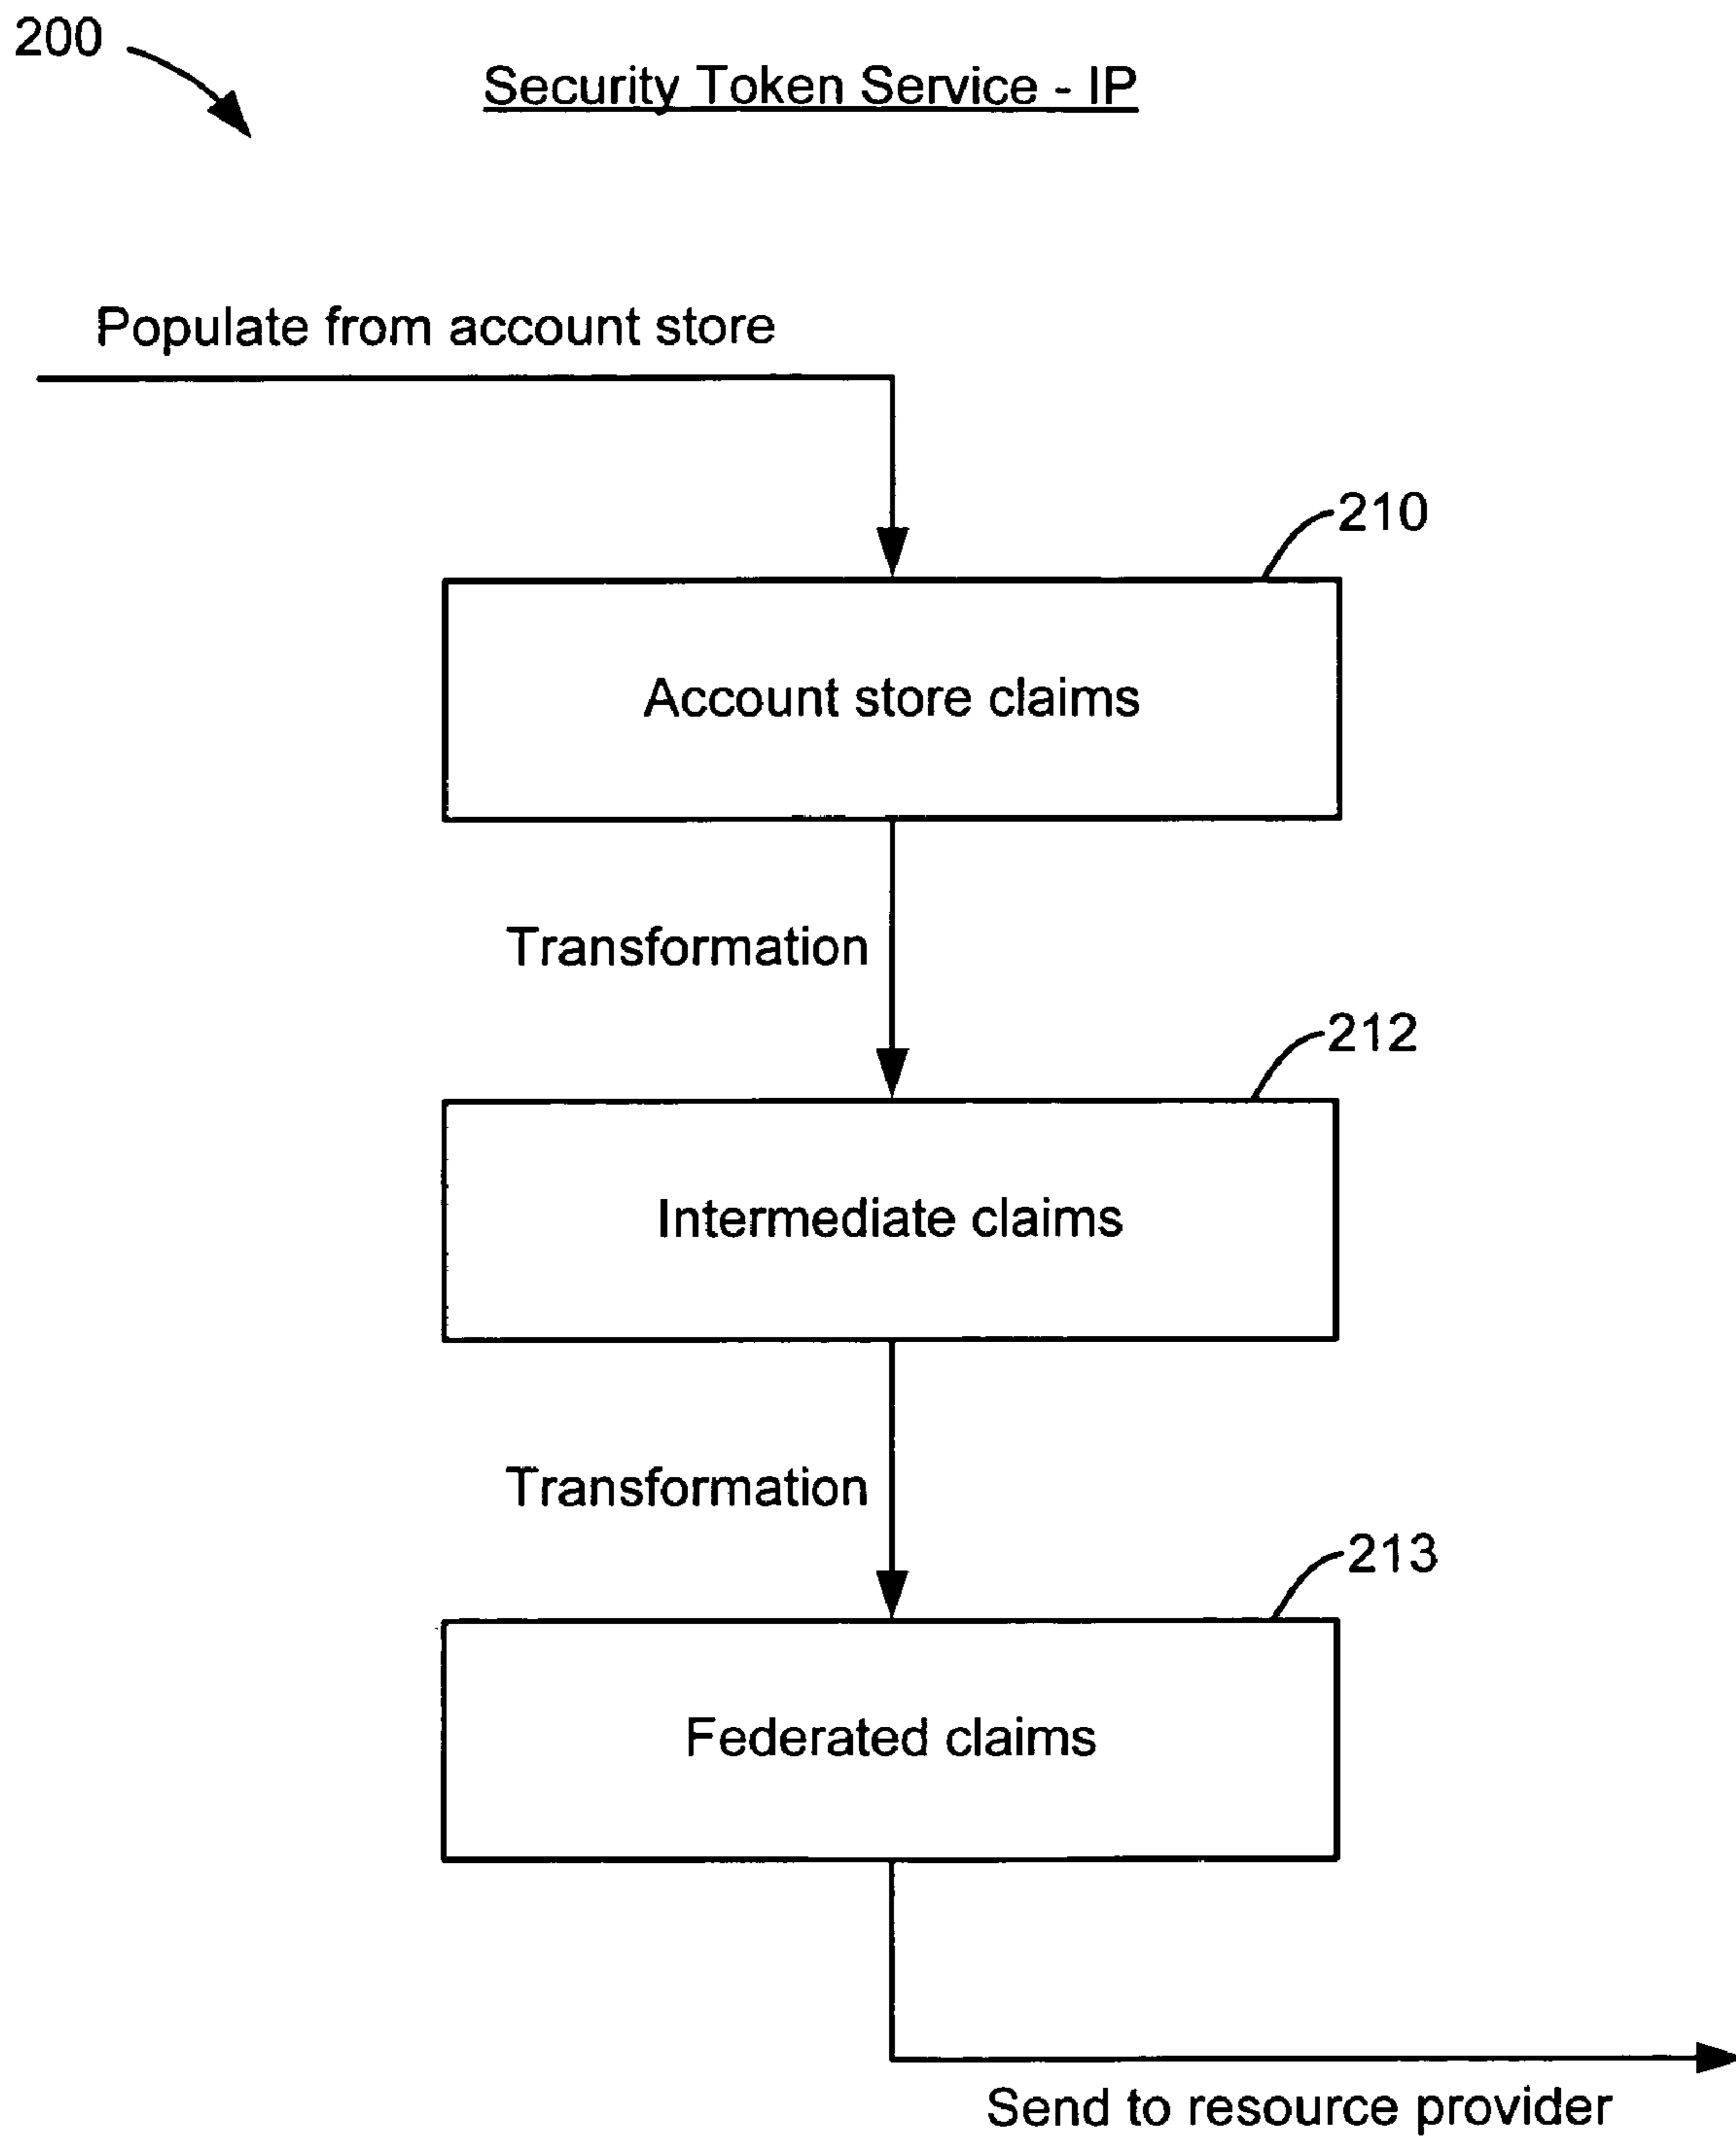 200
Security Token Service - IP
Populate from account store
210
Account store claims
Transformation
212
Intermediate claims
Transformation
213
Federated claims
Send to resource provider